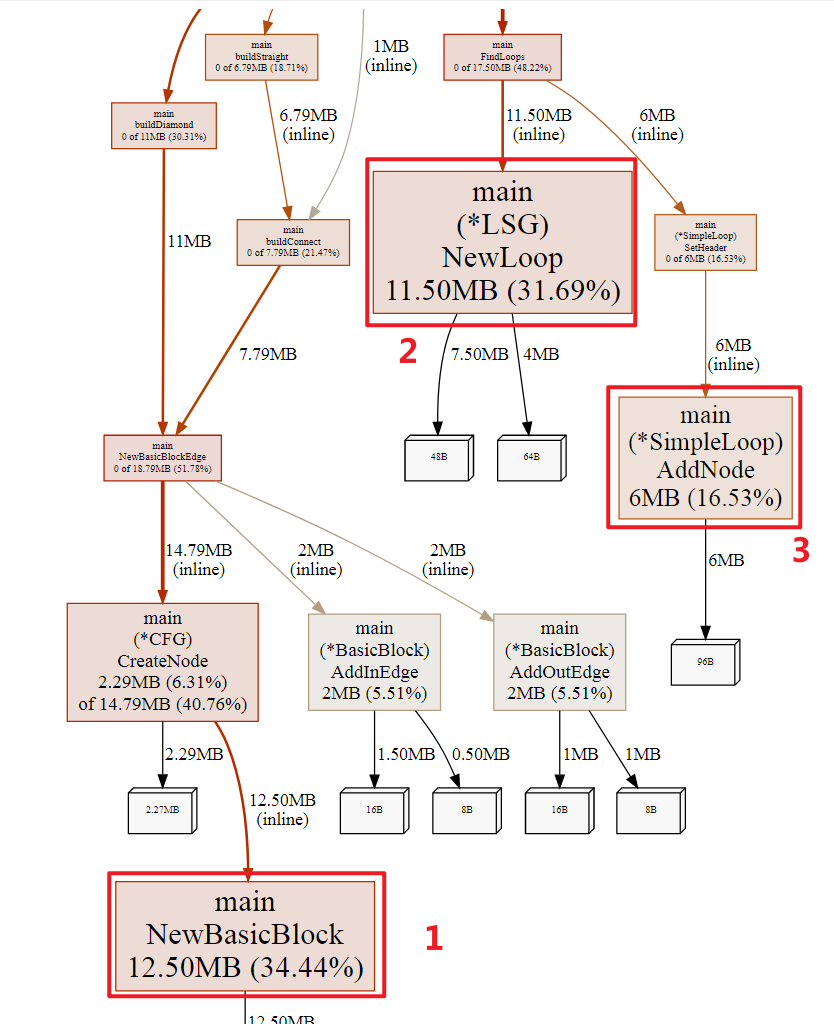 main
buildStraight
0 of 6.79MB (18.71%)
1MB
(inline)
main
FindLoops
0 of 17.50MB (48.22%)
main
buildDiamond
0 of 11MB (30.31%)
6.79MB
(inline)
11.50MB
(inline)
6MB
(inline)
11MB
main
buildConnect
0 of 7.79MB (21.47%)
main
(*LSG)
NewLoop
11.50MB (31.69%)
main
(*SimpleLoop)
SetHeader
0 of 6MB (16.53%)
2
7.79MB
7.50MB
4MB
6MB
(inline)
main
NewBasicBlockEdge
0 of 18.79MB (51.78%)
48B
64B
main
(*SimpleLoop)
AddNode
6MB (16.53%)
3
14.79MB
(inline)
2MB
(inline)
2MB
(inline)
6MB
main
(*CFG)
CreateNode
2.29MB (6.31%)
of 14.79MB (40.76%)
main
(*BasicBlock)
AddInEdge
2MB (5.51%)
main
(*BasicBlock)
AddOutEdge
2MB (5.51%)
96B
2.29MB
12.50MB
(inline)
1.50MB
0.50MB
1MB
1MB
2.27MB
16B
8B
16B
8B
main
NewBasicBlock
12.50MB (34.44%)
1
12.50MB